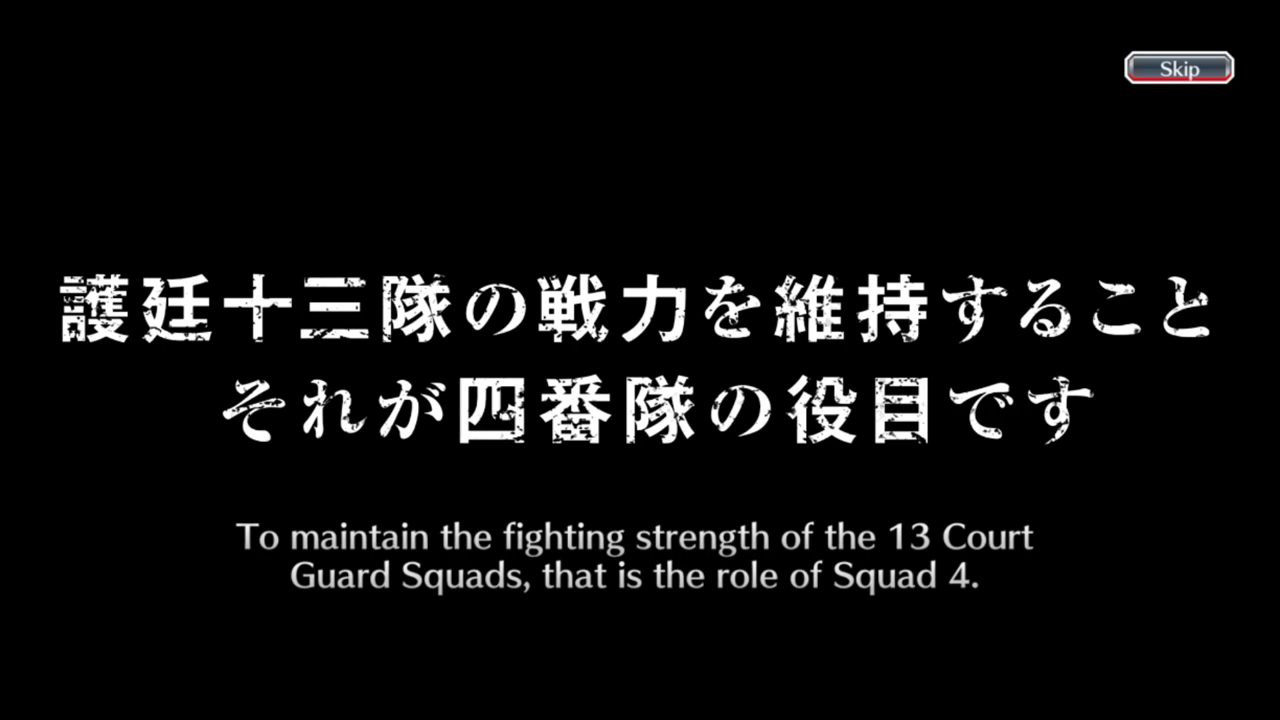 Skip
護廷十三隊の戦力を維持すること
それが四番隊の役目です
To maintain the fighting strength of the 13 Court
Guard Squads, that is the role of Squad 4.